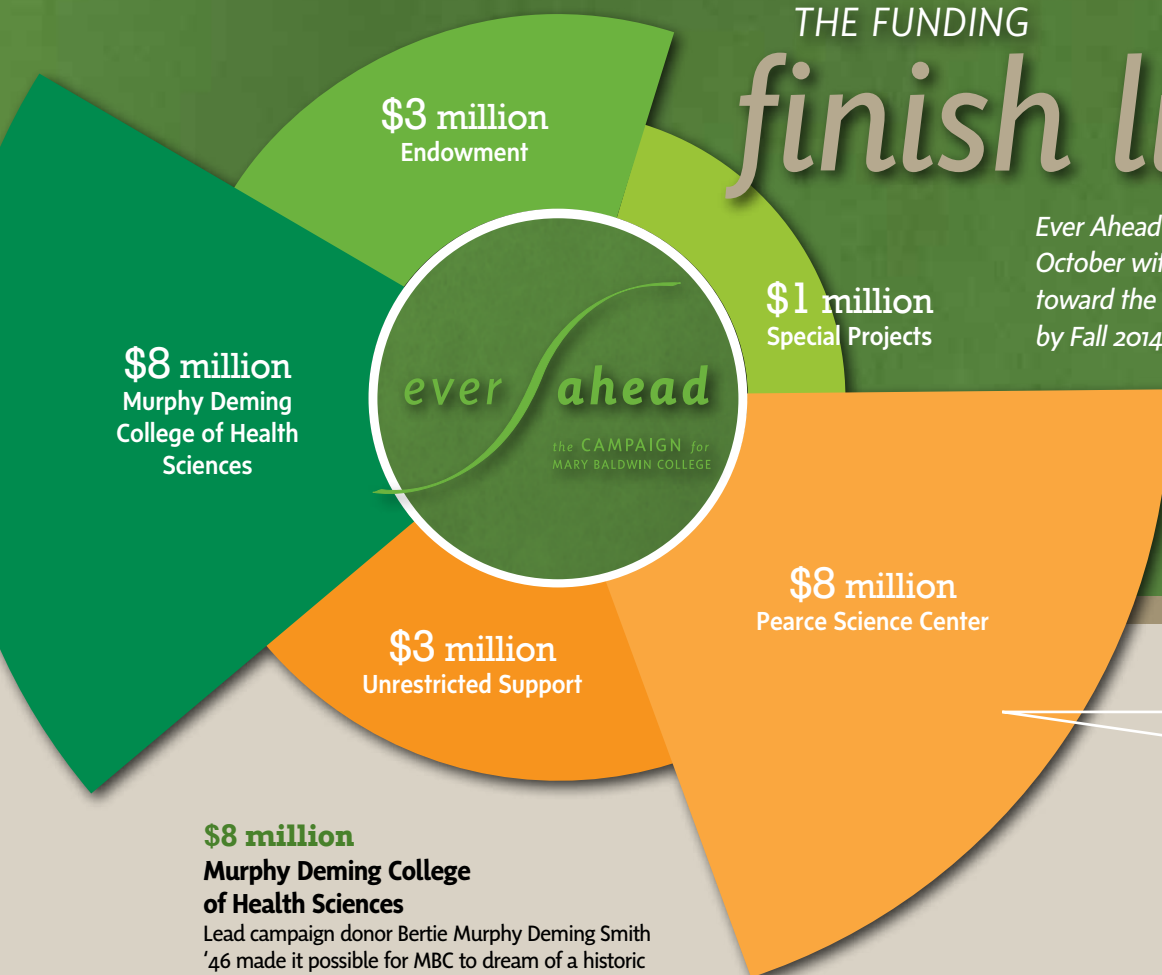 THE FUNDING
finish
Ever Ahead
October
toward the
by Fall 2014
$3 million
Endowment
$1 million
Special Projects
$8 million
Murphy Deming
College of Health
Sciences
ever ahead
the CAMPAIGN for
MARY BALDWIN COLLEGE
$8 million
Pearce Science Center
$3 million
Unrestricted Support
$8 million
Murphy Deming College
of Health Sciences
Lead campaign donor Bertie Murphy Deming Smith
’46 made it possible for MBC to dream of a historic